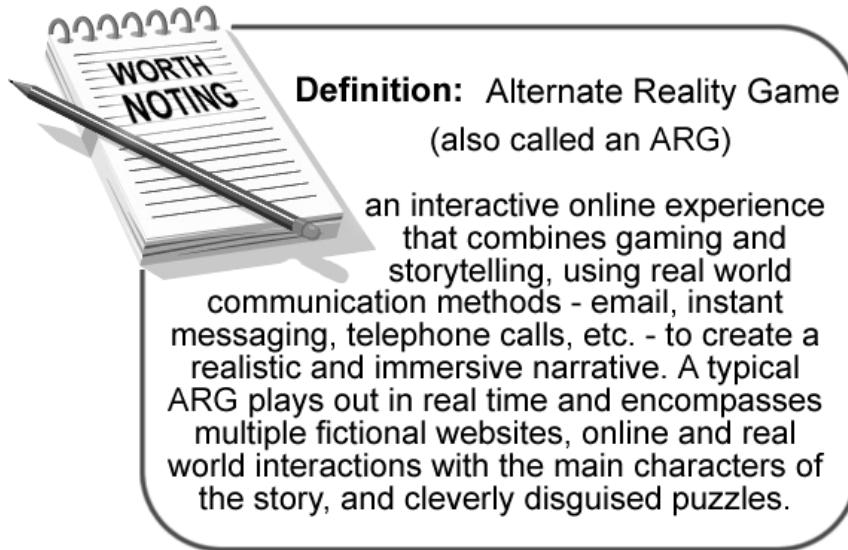 WORTH
NOTING
Definition: Alternate Reality Game
(also called an ARG)
an interactive online experience
that combines gaming and
storytelling, using real world
communication methods - email, instant
messaging, telephone calls, etc. - to create a
realistic and immersive narrative. A typical
ARG plays out in real time and encompasses
multiple fictional websites, online and real
world interactions with the main characters of
the story, and cleverly disguised puzzles.